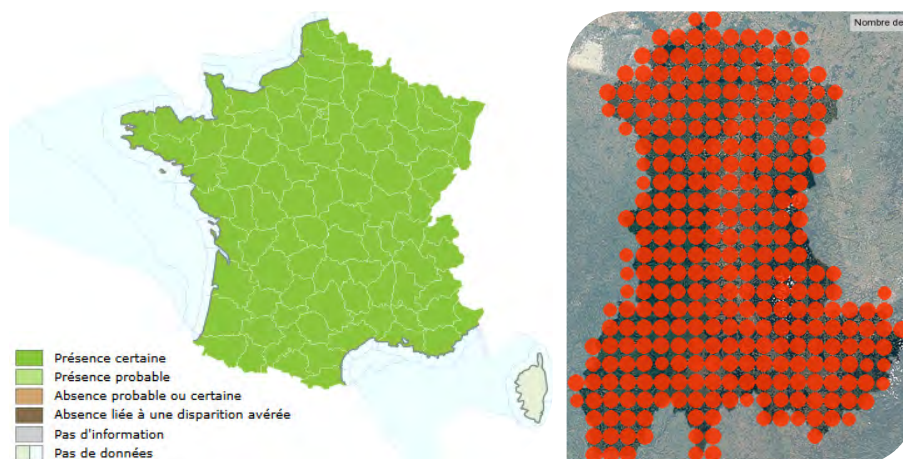 Nombre de
Présence certaine
Présence probable
Absence probable ou certaine
Absence liée à une disparition avérée
Pas d'information
Pas de données